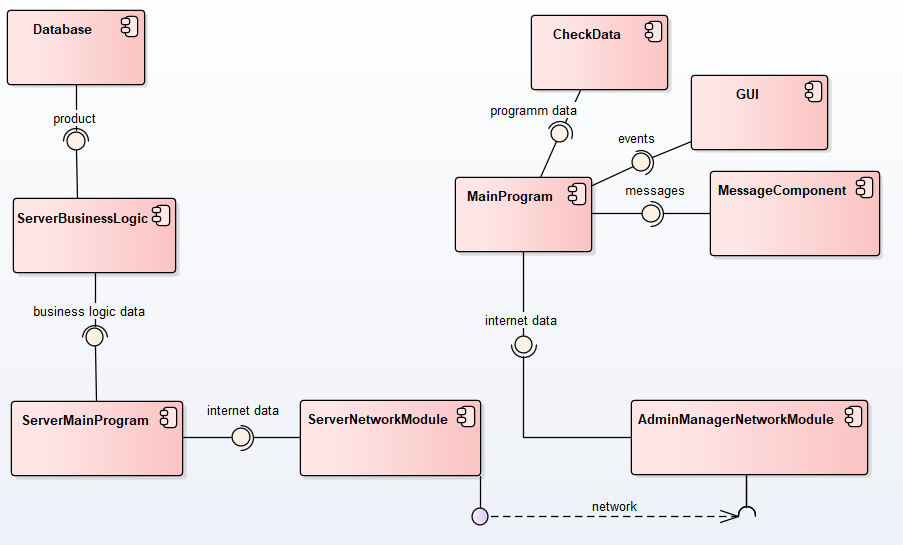 Database
CheckData
GUI
programm data
product
events
MainProgram
messages
MessageComponent
ServerBusinessLogic
business logic data
internet data
ServerMainProgram
internet data
ServerNetworkModule
AdminManagerNetworkModule
network